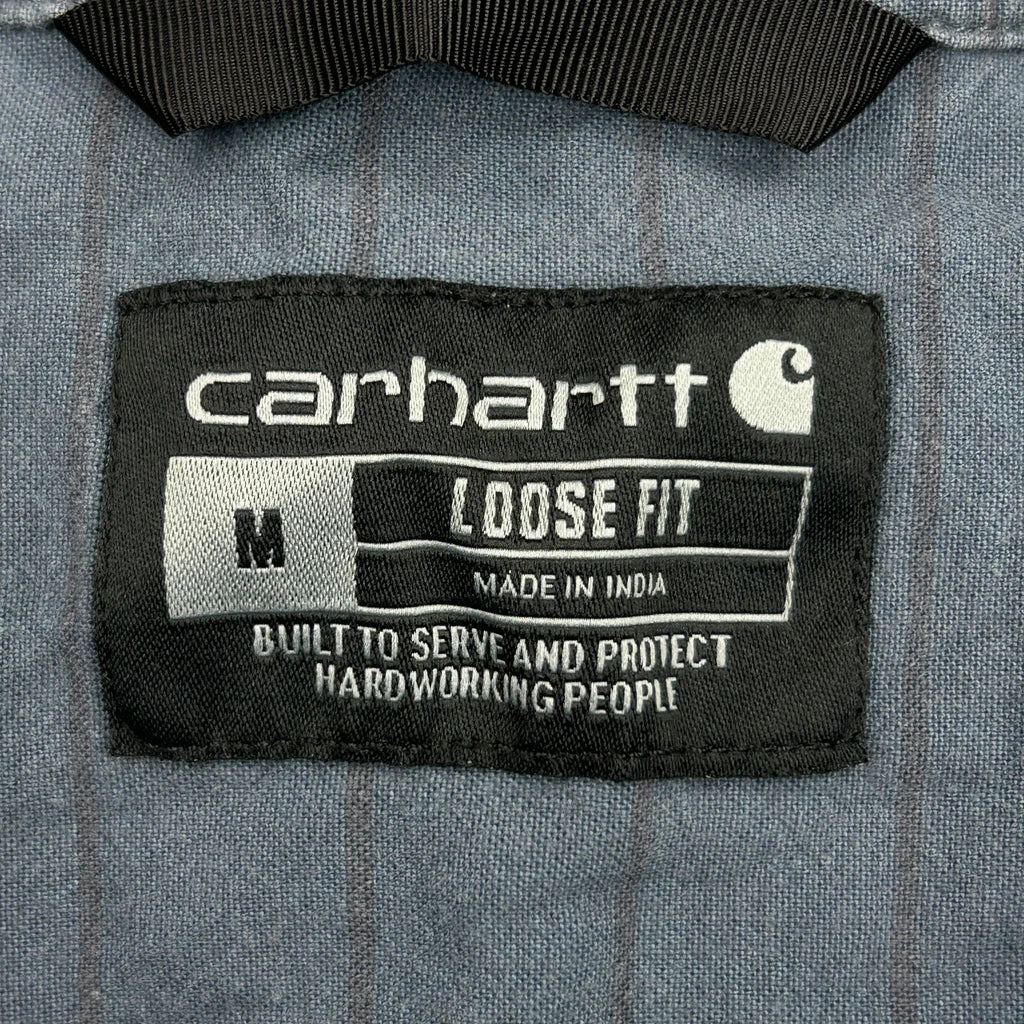 carhartt
M
LOOSE FIT
MADE IN INDIA
BUILT TO SERVE AND PROTECT
HARDWORKING PEOPLE